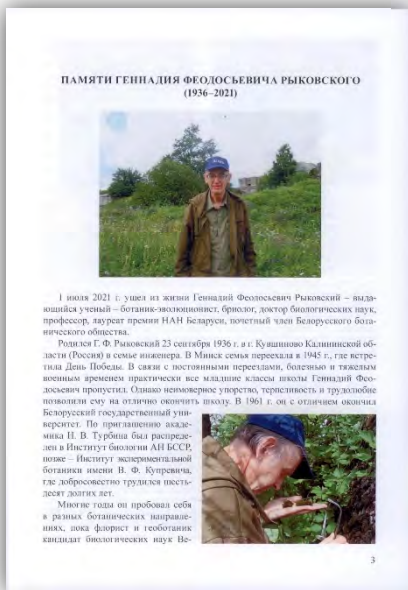 ПАМЯТИ ГЕННАДИЯ ФЕОДОСЬЕВИЧА РЫКОВСКОГО
(1936–2021)
1 июля 2021 г. ушел из жизни Геннадий Феодосьевич Рыковский – выда-
ющийся ученый – ботаник-эволюционист, бриолог, доктор биологических наук,
профессор, лауреат премии НАН Беларуси, почетный член Белорусского бота-
нического общества.
Родился Г. Ф. Рыковский 23 сентября 1936 г. в г. Кувшиново Калининской об-
ласти (Россия) в семье инженера. В Минск семья переехала в 1945 г., где встре-
тила День Победы. В связи с постоянными переездами, болезнью и тяжелым
военным временем практически все младшие классы школы Геннадий Фео-
досьевич пропустил. Однако неимоверное упорство, терпеливость и трудолюбие
позволили ему на отлично окончить школу. В 1961 г. он с отличием окончил
Белорусский государственный уни-
верситет. По приглашению акаде-
мика Н. В. Турбина был распреде-
лен в Институт биологии АН БССР,
позже – Институт экспериментальной
ботаники имени В. Ф. Купревича,
где добросовестно трудился шесть-
десят долгих лет.
Многие годы он пробовал себя
в разных ботанических направле-
ниях, пока флорист и геоботаник
кандидат биологических наук Ве-
3